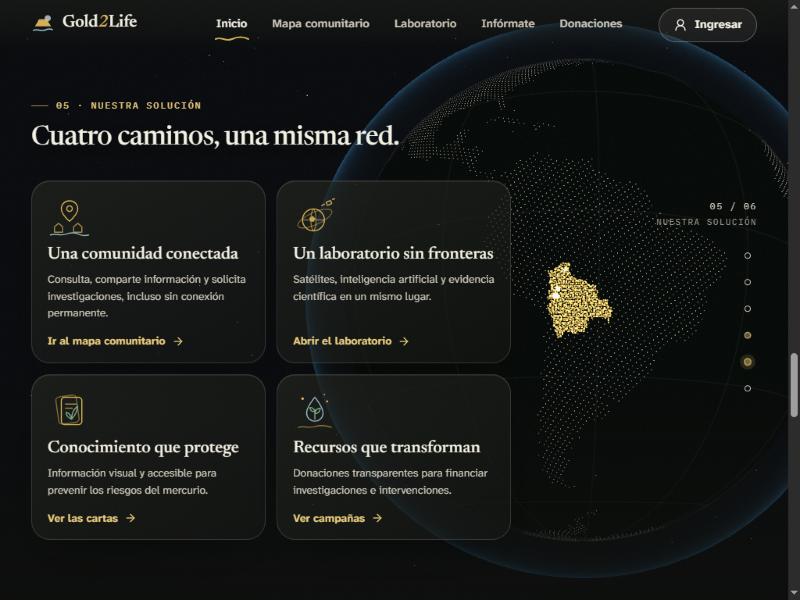 Gold2Life
Inicio
Mapa comunitario
Laboratorio
Infórmate
Donaciones
Ingresar
05 · NUESTRA SOLUCIÓN
Cuatro caminos, una misma red.
05 / 06
NUESTRA SOLUCIÓN
Una comunidad conectada
Consulta, comparte información y solicita
investigaciones, incluso sin conexión
permanente.
Ir al mapa comunitario →
Un laboratorio sin fronteras
Satélites, inteligencia artificial y evidencia
científica en un mismo lugar.
Abrir el laboratorio →
Conocimiento que protege
Información visual y accesible para
prevenir los riesgos del mercurio.
Ver las cartas →
Recursos que transforman
Donaciones transparentes para financiar
investigaciones e intervenciones.
Ver campañas →